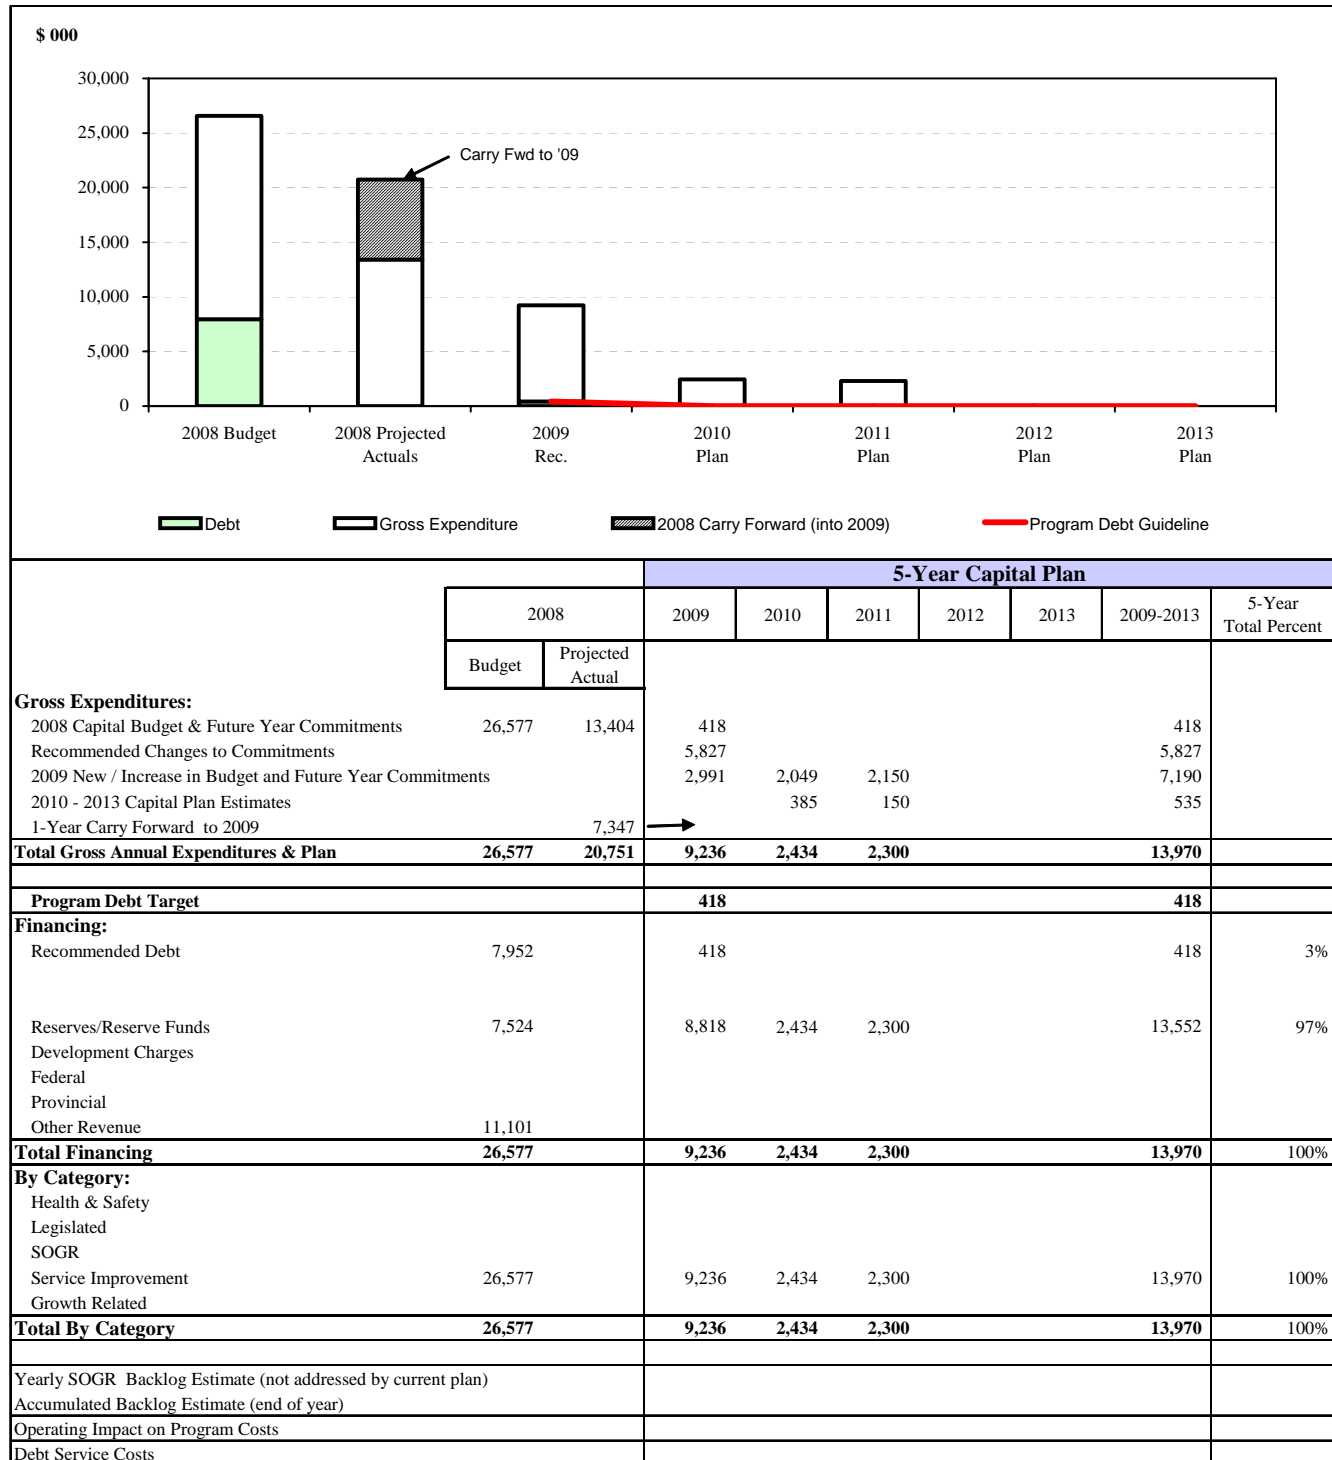 $ 000
30,000
25,000
20,000
15,000
10,000
5,000
0
Carry Fwd to '09
2008 Budget 2008 Projected 2009 2010 2011 2012 2013
Actuals Rec. Plan Plan Plan Plan
Debt Gross Expenditure 2008 Carry Forward (into 2009) Program Debt Guideline
5-Year Capital Plan
2008 2009 2010 2011 2012 2013 2009-2013 5-Year
Total Percent
Budget Projected
Actual
Gross Expenditures:
2008 Capital Budget & Future Year Commitments 26,577 13,404 418 418
Recommended Changes to Commitments 5,827 5,827
2009 New / Increase in Budget and Future Year Commitments 2,991 2,049 2,150 7,190
2010 - 2013 Capital Plan Estimates 385 150 535
1-Year Carry Forward to 2009 7,347
Total Gross Annual Expenditures & Plan 26,577 20,751 9,236 2,434 2,300 13,970
Program Debt Target 418 418
Financing:
Recommended Debt 7,952 418 418 3%
Reserves/Reserve Funds 7,524 8,818 2,434 2,300 13,552 97%
Development Charges
Federal
Provincial
Other Revenue 11,101
Total Financing 26,577 9,236 2,434 2,300 13,970 100%
By Category:
Health & Safety
Legislated
SOGR
Service Improvement 26,577 9,236 2,434 2,300 13,970 100%
Growth Related
Total By Category 26,577 9,236 2,434 2,300 13,970 100%
Yearly SOGR Backlog Estimate (not addressed by current plan)
Accumulated Backlog Estimate (end of year)
Operating Impact on Program Costs
Debt Service Costs